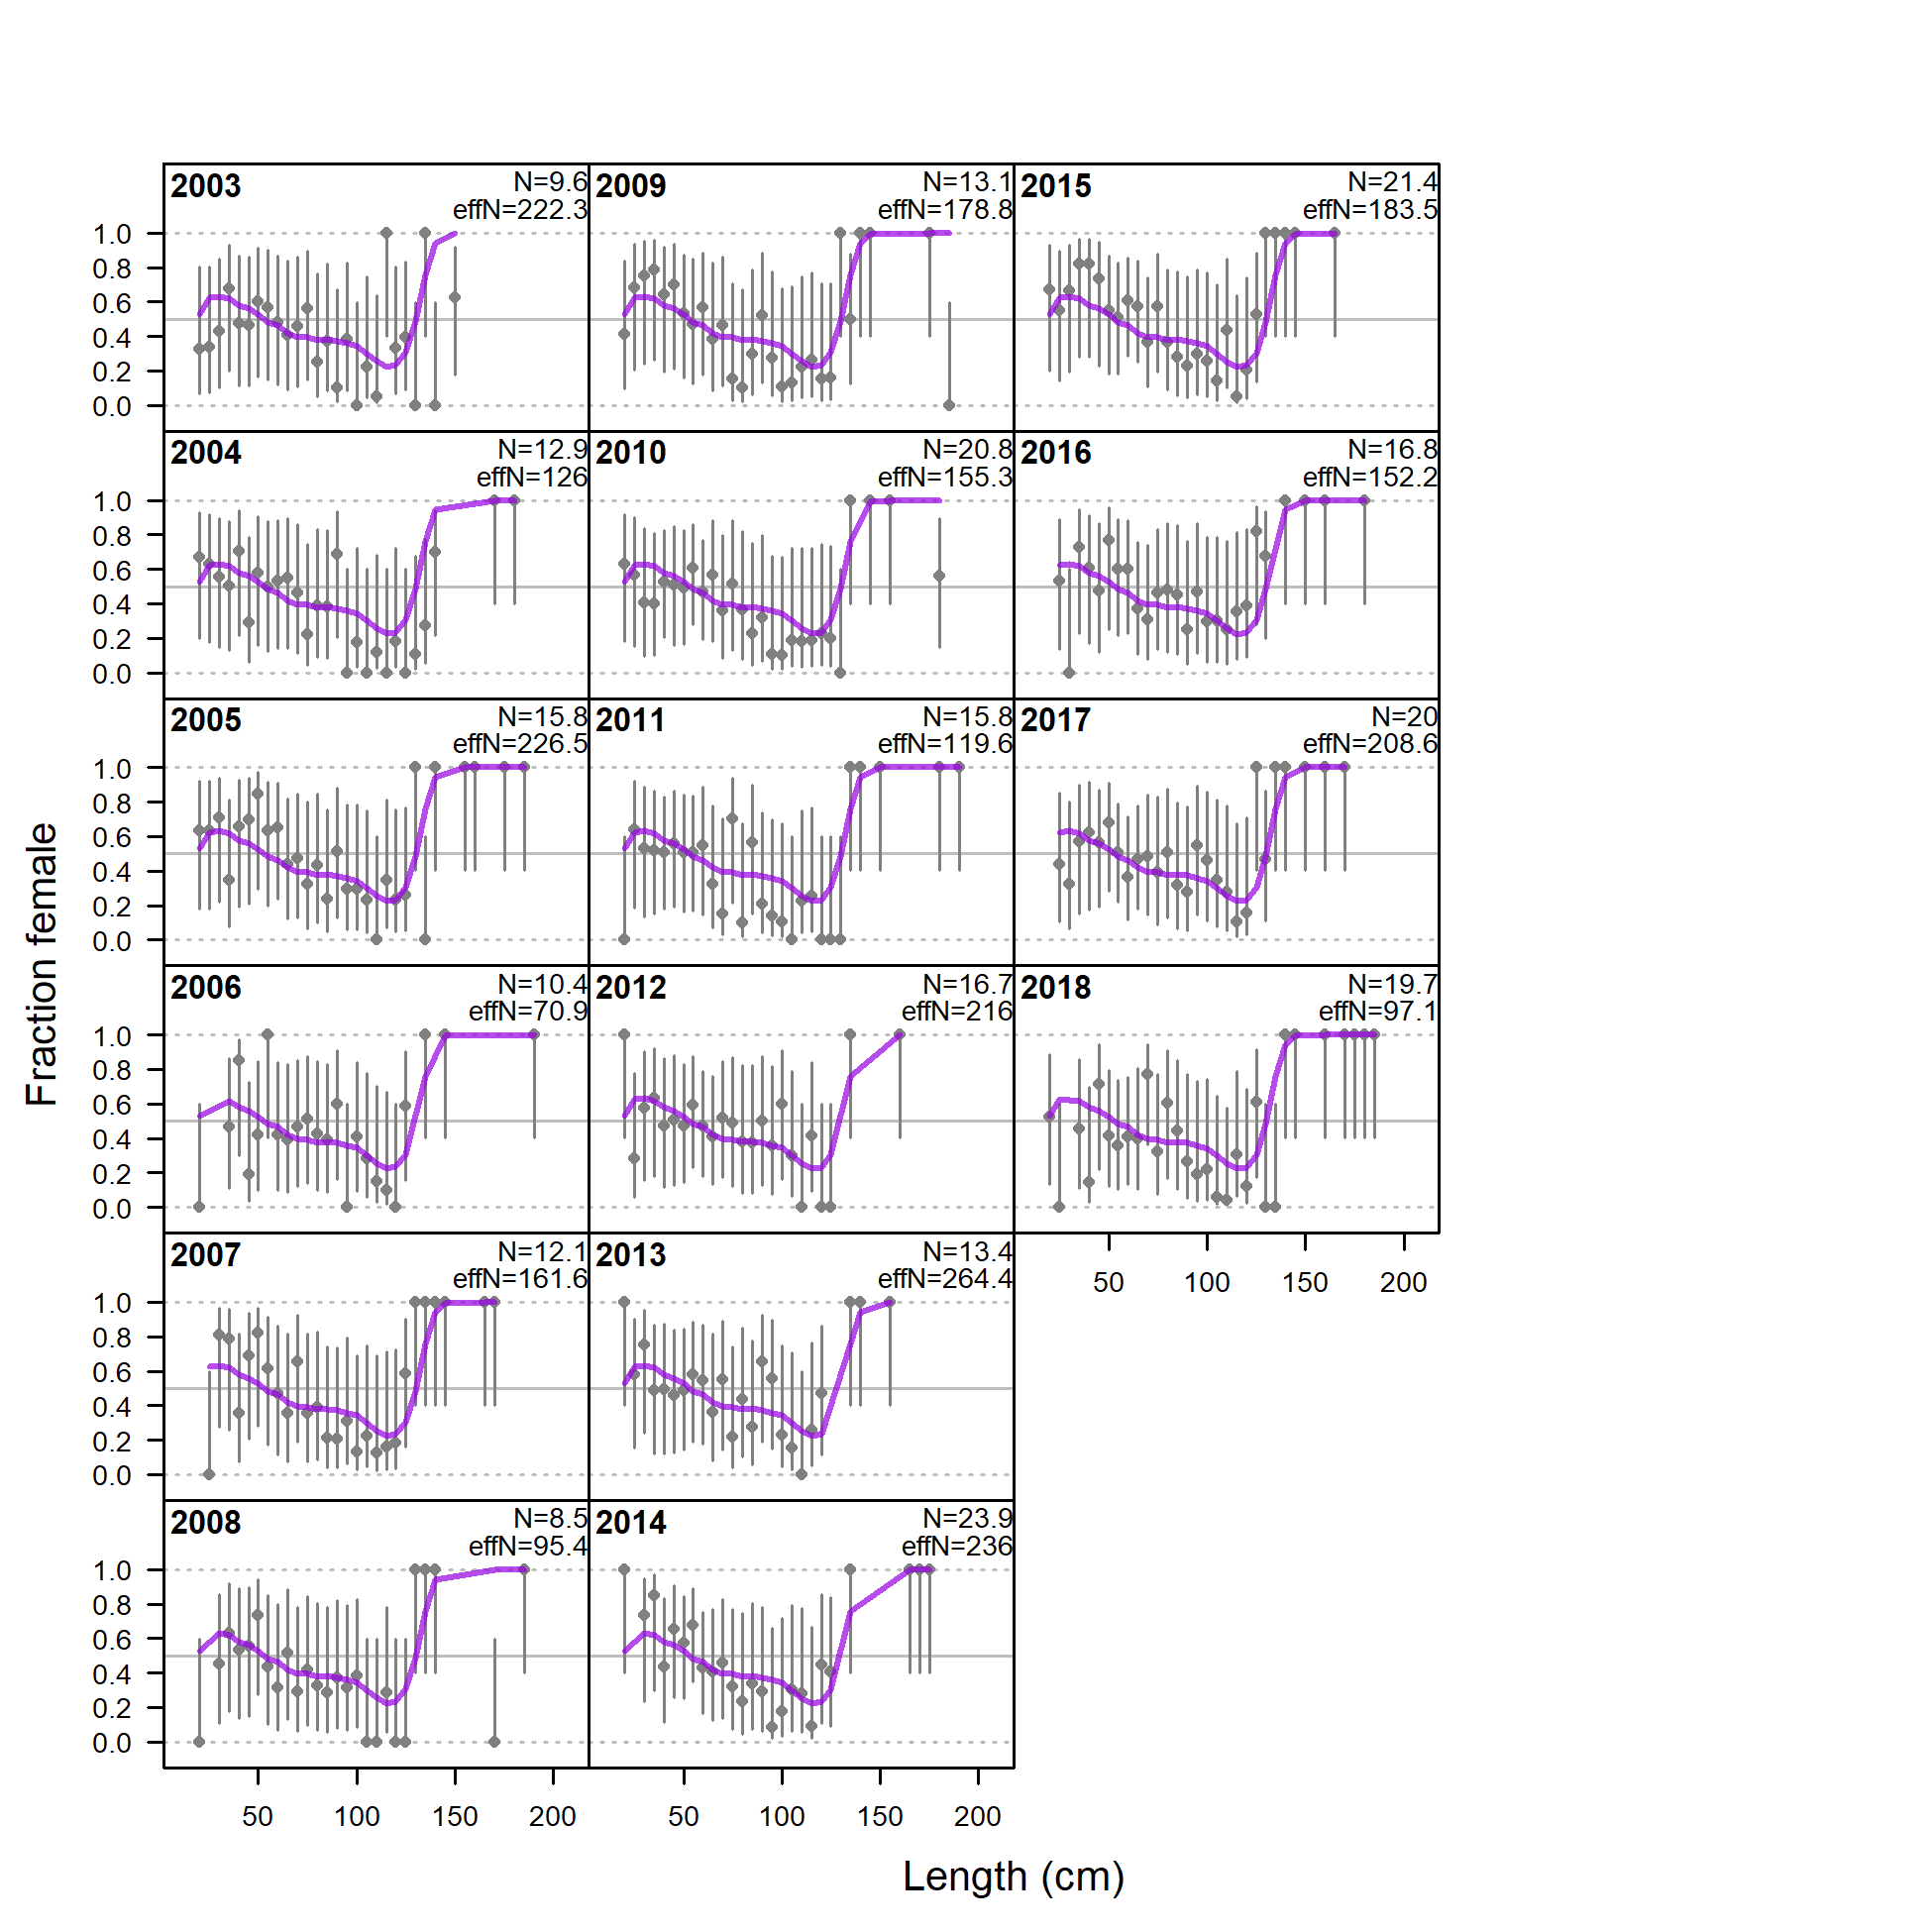 2003
N=9.6
effN=222.3
2009
N=13.1
effN=178.8
2015
N=21.4
effN=183.5
1.0
0.8
0.6
0.4
0.2
0.0
2004
N=12.9
effN=126
2010
N=20.8
effN=155.3
2016
N=16.8
effN=152.2
1.0
0.8
0.6
0.4
0.2
0.0
2005
N=15.8
effN=226.5
2011
N=15.8
effN=119.6
2017
N=20
effN=208.6
1.0
0.8
0.6
0.4
0.2
0.0
2006
N=10.4
effN=70.9
2012
N=16.7
effN=216
2018
N=19.7
effN=97.1
1.0
0.8
0.6
0.4
0.2
0.0
2007
N=12.1
effN=161.6
2013
N=13.4
effN=264.4
50 100 150 200
1.0
0.8
0.6
0.4
0.2
0.0
2008
N=8.5
effN=95.4
2014
N=23.9
effN=236
1.0
0.8
0.6
0.4
0.2
0.0
50 100 150 200
50 100 150 200
Fraction female
Length (cm)